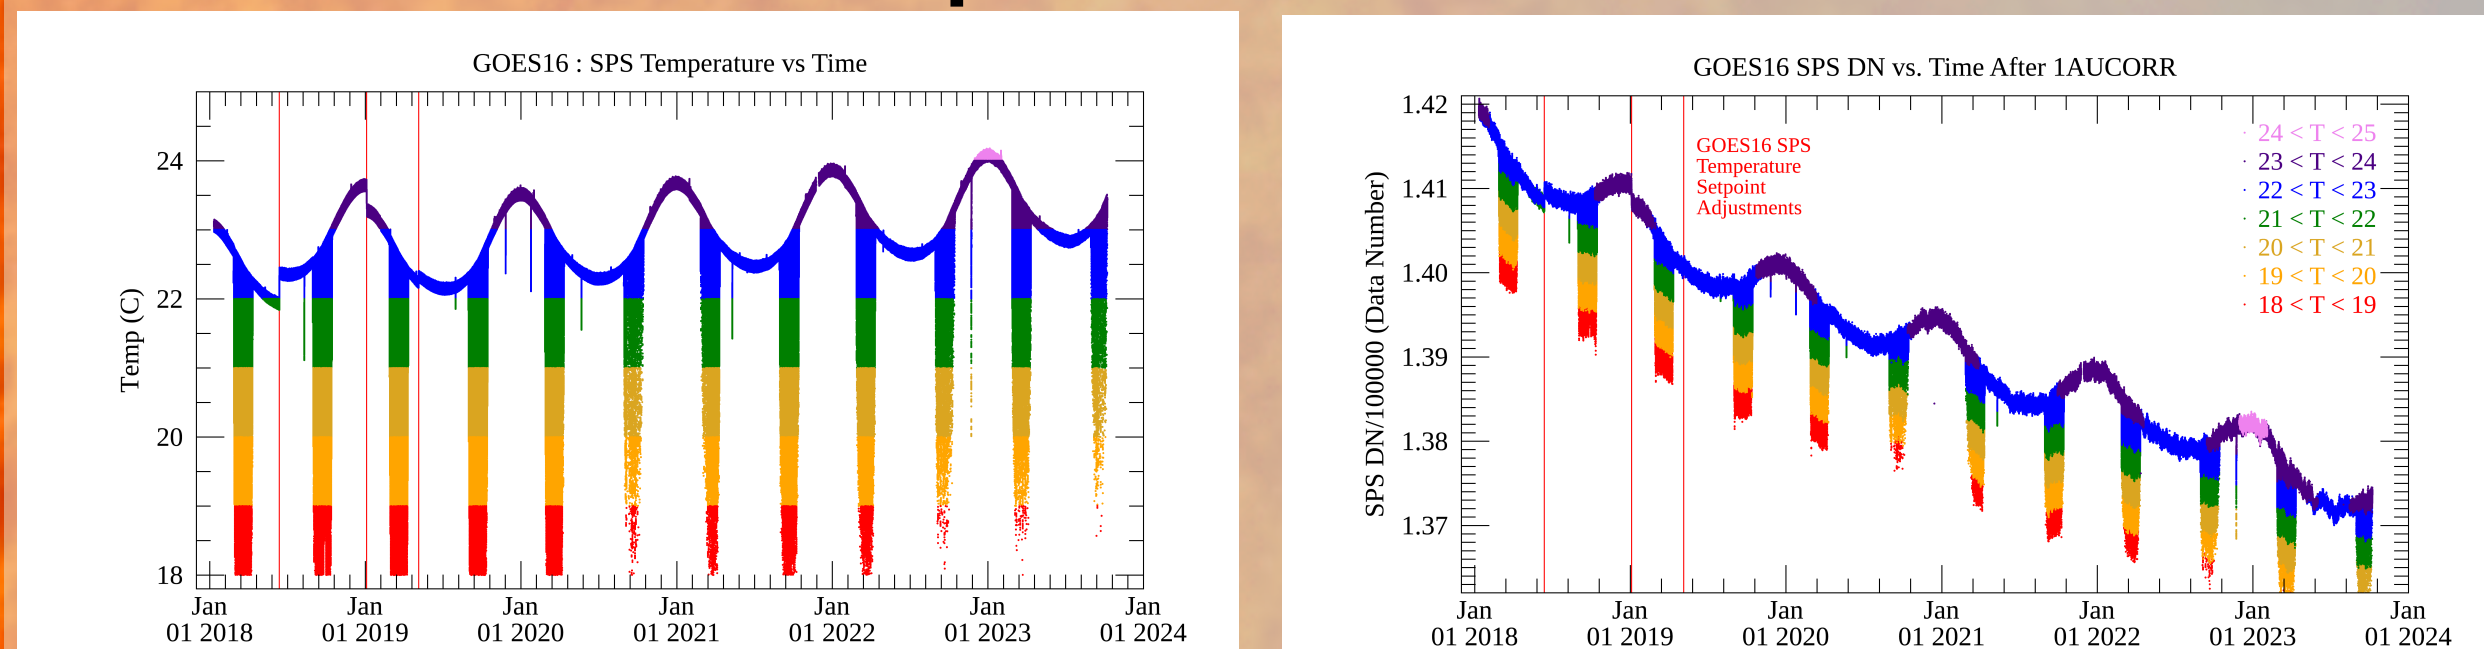 GOES16 : SPS Temperature vs Time
Temp (C)
24
22
20
18
Jan 01 2018
Jan 01 2019
Jan 01 2020
Jan 01 2021
Jan 01 2022
Jan 01 2023
Jan 01 2024
GOES16 SPS DN vs. Time After 1AUCORR
SPS DN/100000 (Data Number)
1.42
1.41
1.40
1.39
1.38
1.37
GOES16 SPS
Temperature
Setpoint
Adjustments
24 < T < 25
23 < T < 24
22 < T < 23
21 < T < 22
20 < T < 21
19 < T < 20
18 < T < 19
Jan 01 2018
Jan 01 2019
Jan 01 2020
Jan 01 2021
Jan 01 2022
Jan 01 2023
Jan 01 2024